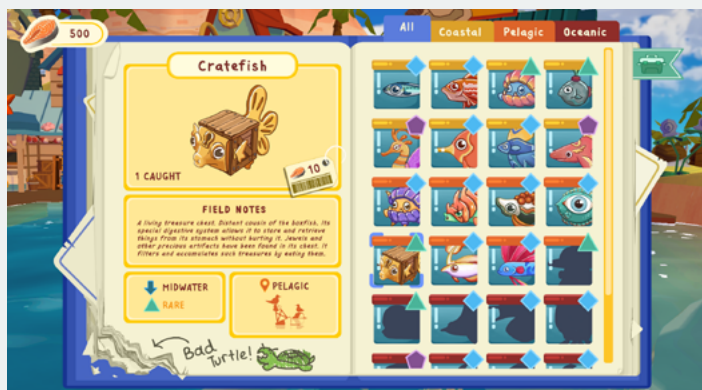 500
All
Coastal
Pelagic
Oceanic
Cratefish
1 CAUGHT
10
FIELD NOTES
A living treasure chest. Distant cousin of the boxfish, its
special digestive system allows it to store and retrieve
things from its stomach without hurting it. Jewels and
other precious artifacts have been found in its chest. It
filters and accumulates such treasures by eating them.
MIDWATER
RARE
PELAGIC
Bad
Turtle!